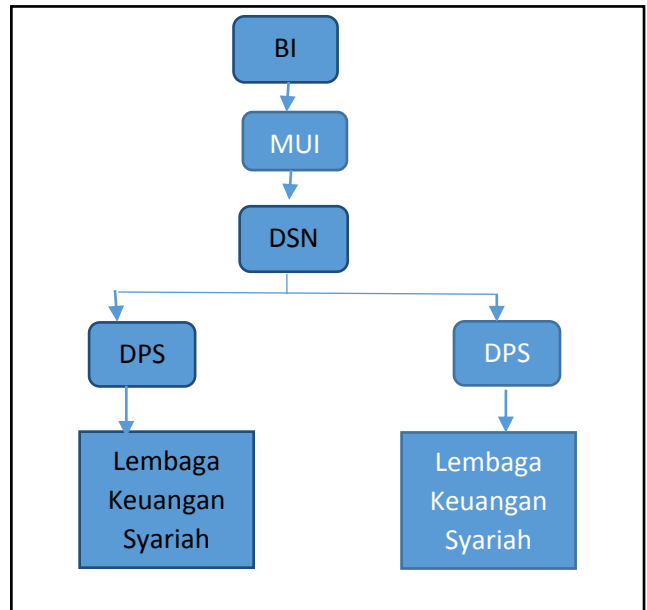 BI
MUI
DSN
DPS
DPS
Lembaga
Keuangan
Syariah
Lembaga
Keuangan
Syariah